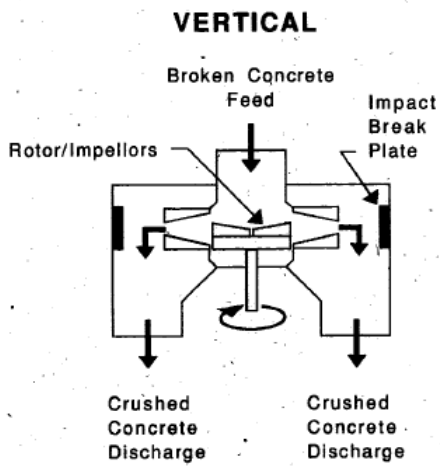 VERTICAL
Broken Concrete
Feed
Impact
Break
Plate
Rotor/Impellors
Crushed
Concrete
Discharge
Crushed
Concrete
Discharge